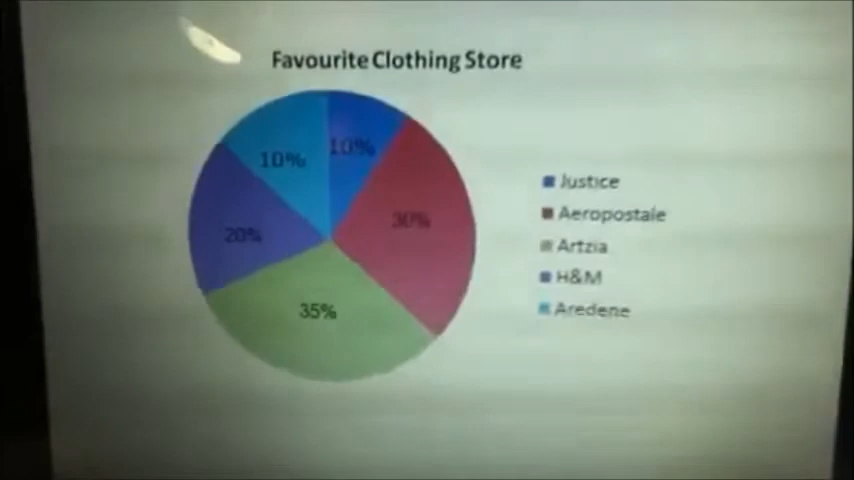 Favourite Clothing Store
10%
10%
30%
20%
35%
Justice
Aeropostale
Artzia
H&M
Aredene